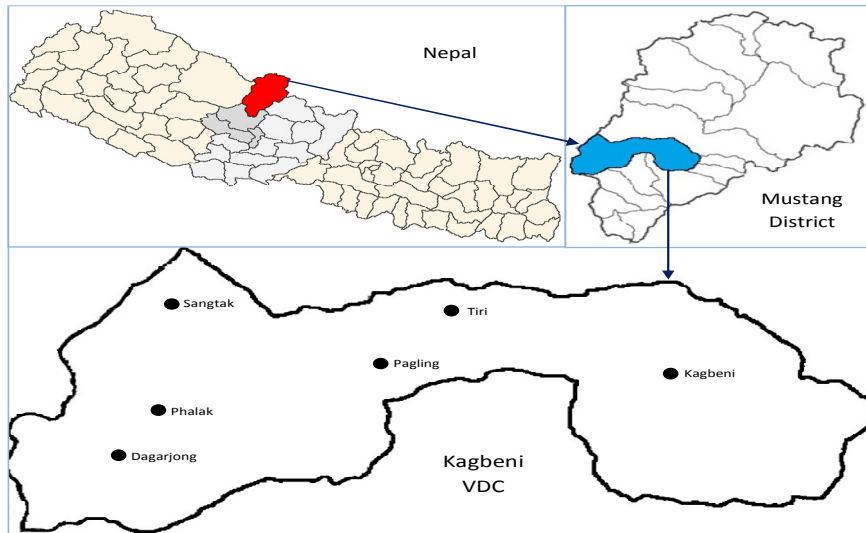 Nepal
Mustang
District
Sangtak
Tiri
Pagling
Kagbeni
Phalak
Dagarjong
Kagbeni
VDC